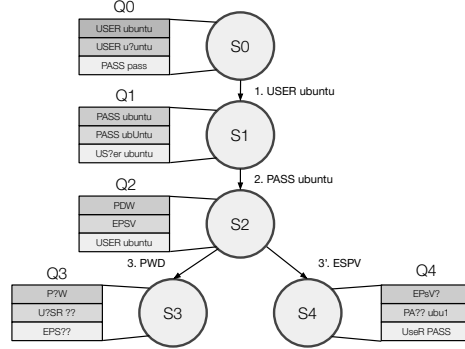 Q0
USER ubuntu
USER u?untu
PASS pass
S0
1. USER ubuntu
Q1
PASS ubuntu
PASS ubUntu
US?er ubuntu
S1
2. PASS ubuntu
Q2
PDW
EPSV
USER ubuntu
S2
3. PWD
3'. ESPV
Q3
P?W
U?SR ??
EPS??
S3
S4
Q4
EPsV?
PA?? ubu1
UseR PASS